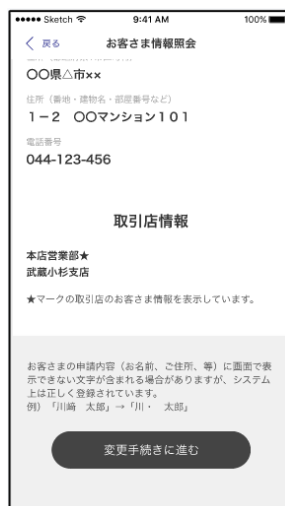 Sketch 9:41 AM 100%
戻る お客さま情報照会
〇〇県△市××
住所（番地・建物名・部屋番号など）
１－２ 〇〇マンション１０１
電話番号
044-123-456
取引店情報
本店営業部★
武蔵小杉支店
★マークの取引店のお客さま情報を表示しています。
お客さまの申請内容（お名前、ご住所、等）に画面で表
示できない文字が含まれる場合がありますが、システム
上は正しく登録されています。
例）「川﨑 太郎」→「川・ 太郎」
変更手続きに進む